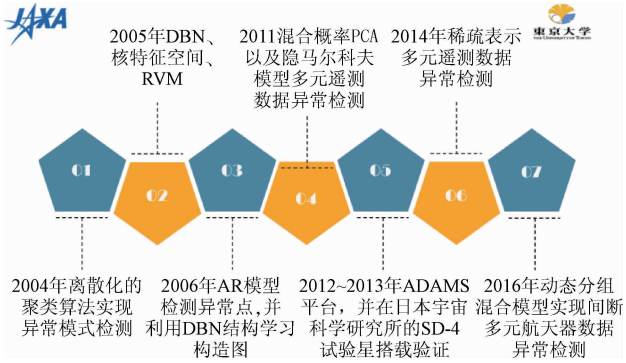 JAXA
2005年DBN、
核特征空间、
RVM
2011混合概率PCA
以及隐马尔科夫
模型多元遥测
数据异常检测
2014年稀疏表示
多元遥测数据
异常检测
東京大学
THE UNIVERSITY OF TOKYO
01
02
03
04
05
06
07
2004年离散化的
聚类算法实现
异常模式检测
2006年AR模型
检测异常点,并
利用DBN结构学习
构造图
2012~2013年ADAMS
平台，并在日本宇宙
科学研究所的SD-4
试验星搭载验证
2016年动态分组
混合模型实现间断
多元航天器数据
异常检测